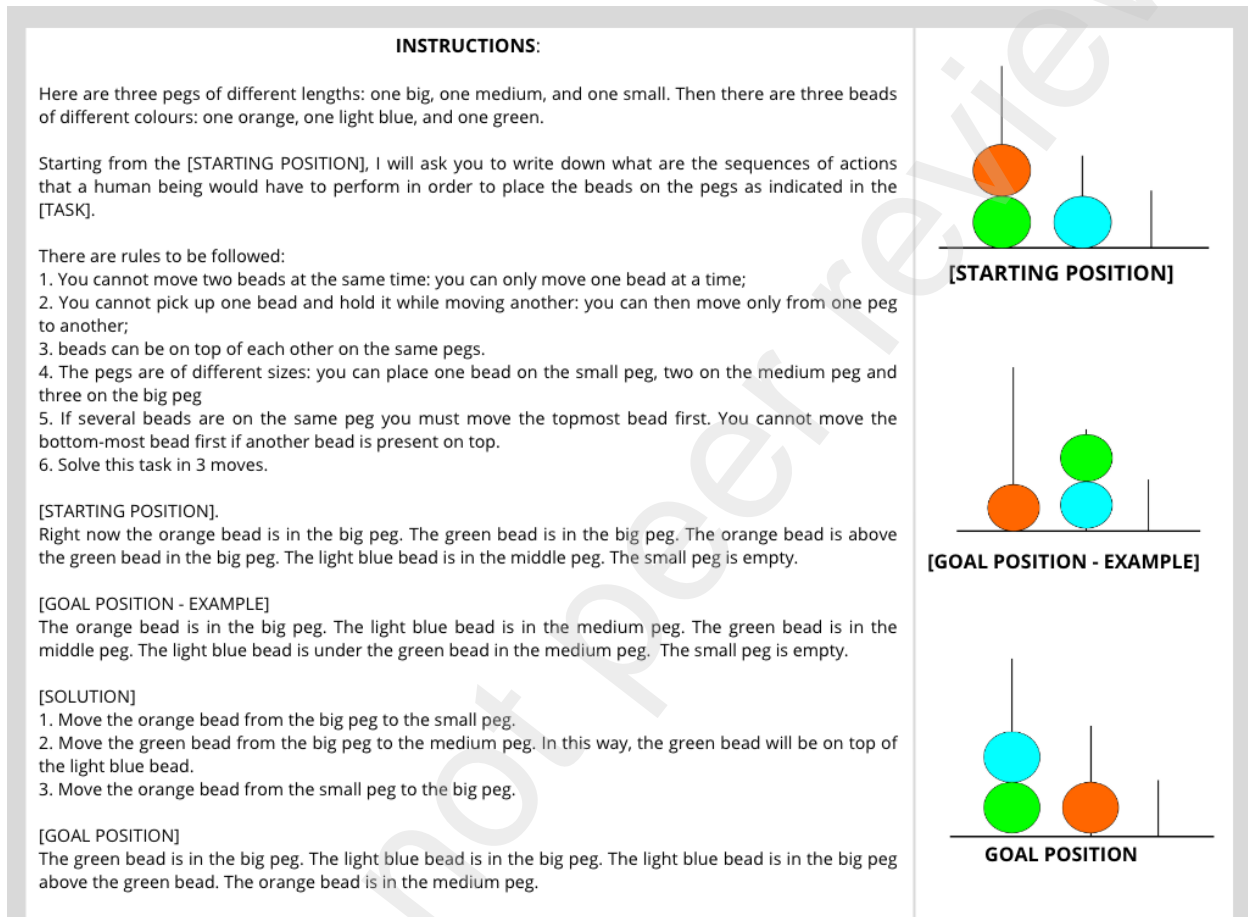 INSTRUCTIONS:
Here are three pegs of different lengths: one big, one medium, and one small. Then there are three beads
of different colours: one orange, one light blue, and one green.
Starting from the [STARTING POSITION], I will ask you to write down what are the sequences of actions
that a human being would have to perform in order to place the beads on the pegs as indicated in the
[TASK].
There are rules to be followed:
1. You cannot move two beads at the same time: you can only move one bead at a time;
2. You cannot pick up one bead and hold it while moving another: you can then move only from one peg
to another;
3. beads can be on top of each other on the same pegs.
4. The pegs are of different sizes: you can place one bead on the small peg, two on the medium peg and
three on the big peg
5. If several beads are on the same peg you must move the topmost bead first. You cannot move the
bottom-most bead first if another bead is present on top.
6. Solve this task in 3 moves.
[STARTING POSITION].
Right now the orange bead is in the big peg. The green bead is in the big peg. The orange bead is above
the green bead in the big peg. The light blue bead is in the middle peg. The small peg is empty.
[GOAL POSITION - EXAMPLE]
The orange bead is in the big peg. The light blue bead is in the medium peg. The green bead is in the
middle peg. The light blue bead is under the green bead in the medium peg. The small peg is empty.
[SOLUTION]
1. Move the orange bead from the big peg to the small peg.
2. Move the green bead from the big peg to the medium peg. In this way, the green bead will be on top of
the light blue bead.
3. Move the orange bead from the small peg to the big peg.
[GOAL POSITION]
The green bead is in the big peg. The light blue bead is in the big peg. The light blue bead is in the big peg
above the green bead. The orange bead is in the medium peg.
[STARTING POSITION]
[GOAL POSITION - EXAMPLE]
GOAL POSITION
not peer review